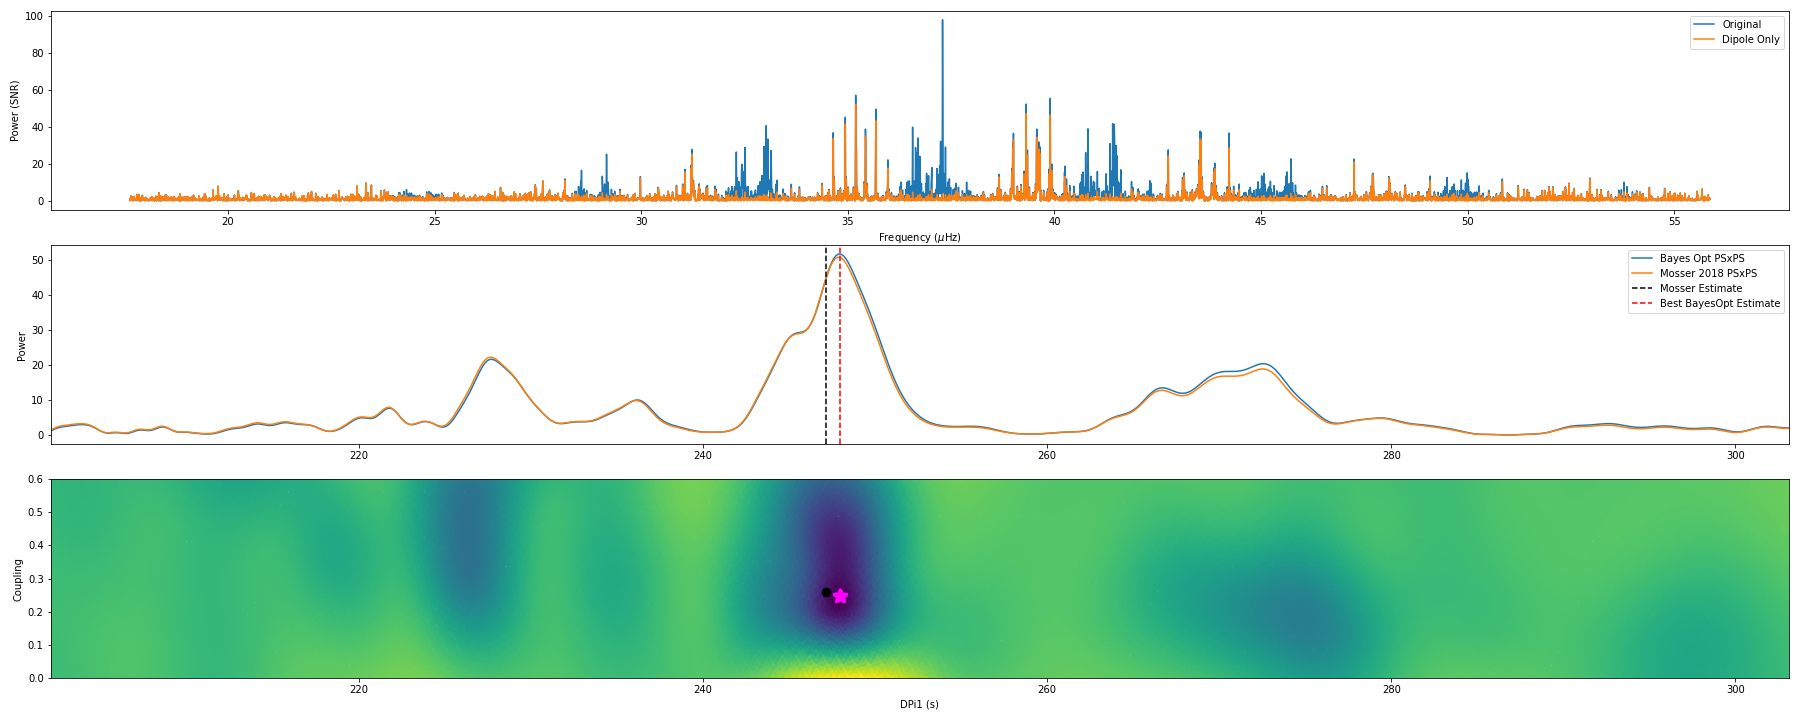 100
80
60
40
20
0
Power (SNR)
Original
Dipole Only
20 25 30 35 40 45 50 55
Frequency (μHz)
50
40
30
20
10
0
Power
Bayes Opt PSxPS
Mosser 2018 PSxPS
Mosser Estimate
Best BayesOpt Estimate
220 240 260 280 300
0.6
0.5
0.4
0.3
0.2
0.1
0.0
Coupling
220 240 260 280 300
DPi1 (s)